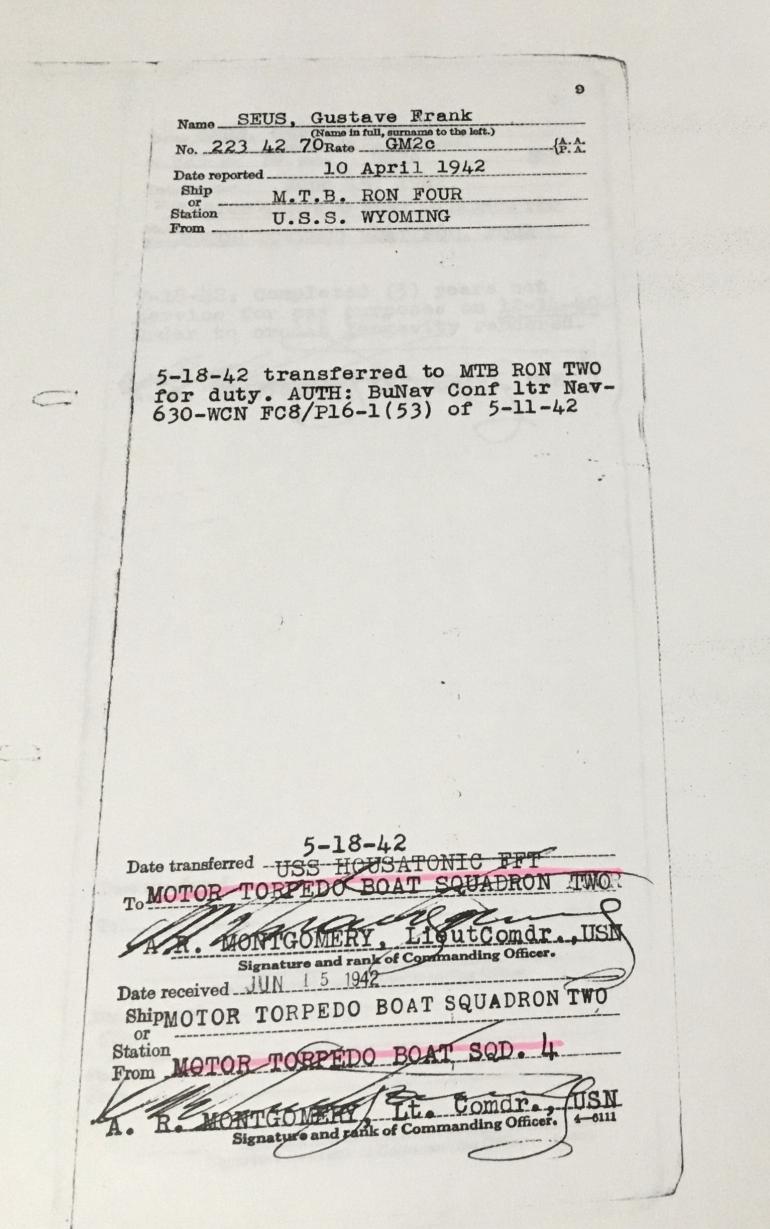 9
Name SEUS, Gustave Frank
(Name in full, surname to the left.)
No. 223 42 70 Rate GM2c {A. A. P. A.
Date reported 10 April 1942
Ship or Station M.T.B. RON FOUR
From U.S.S. WYOMING
5-18-42 transferred to MTB RON TWO
for duty. AUTH: BuNav Conf ltr Nav-
630-WCN FC8/P16-1(53) of 5-11-42
5-18-42
Date transferred USS HOUSATONIC FFT
To MOTOR TORPEDO BOAT SQUADRON TWO
A. R. MONTGOMERY, LieutComdr., USN
Signature and rank of Commanding Officer.
Date received JUN 15 1942
Ship or Station MOTOR TORPEDO BOAT SQUADRON TWO
From MOTOR TORPEDO BOAT SQD. 4
A. R. MONTGOMERY, Lt. Comdr., USN
Signature and rank of Commanding Officer. 4—6111